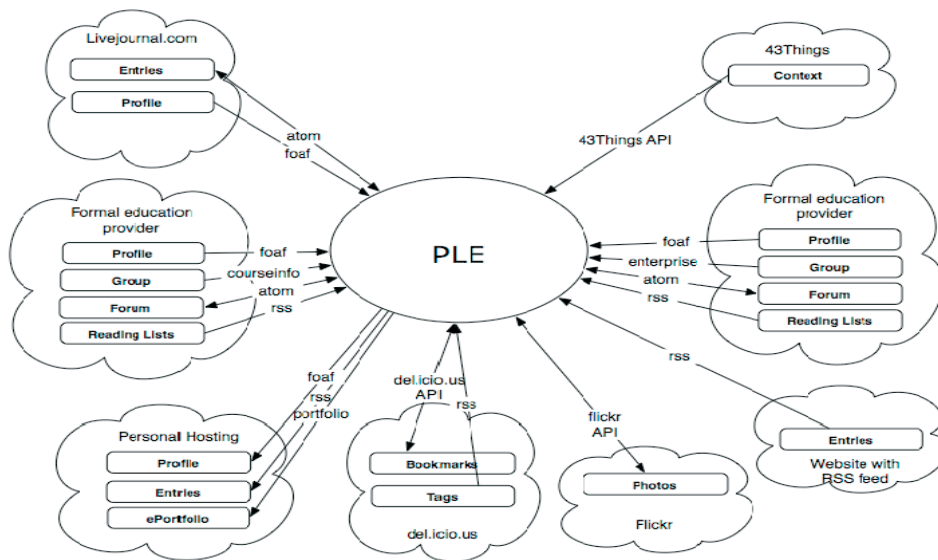 Livejournal.com
Entries
Profile
atom
foaf
43Things
Context
43Things API
Formal education
provider
Profile
Group
Forum
Reading Lists
foaf
courseinfo
atom
rss
PLE
Formal education
provider
Profile
Group
Forum
Reading Lists
foaf
enterprise
atom
rss
foaf
rss
portfolio
Personal Hosting
Profile
Entries
ePortfolio
del.icio.us
API
rss
Bookmarks
Tags
del.icio.us
flickr
API
Photos
Flickr
rss
Entries
Website with
RSS feed